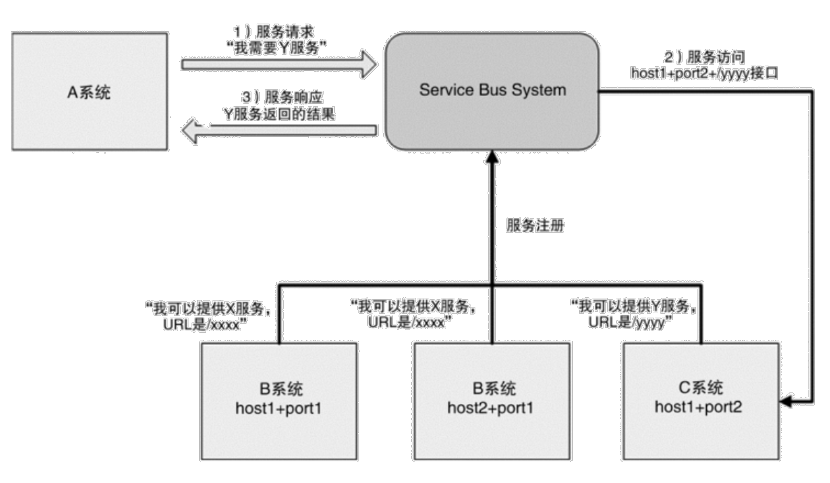 1）服务请求
“我需要Y服务”
A系统
3）服务响应
Y服务返回的结果
Service Bus System
2）服务访问
host1+port2+/yyyy接口
服务注册
“我可以提供X服务，
URL是/xxxx”
“我可以提供X服务，
URL是/xxxx”
“我可以提供Y服务，
URL是/yyyy”
B系统
host1+port1
B系统
host2+port1
C系统
host1+port2